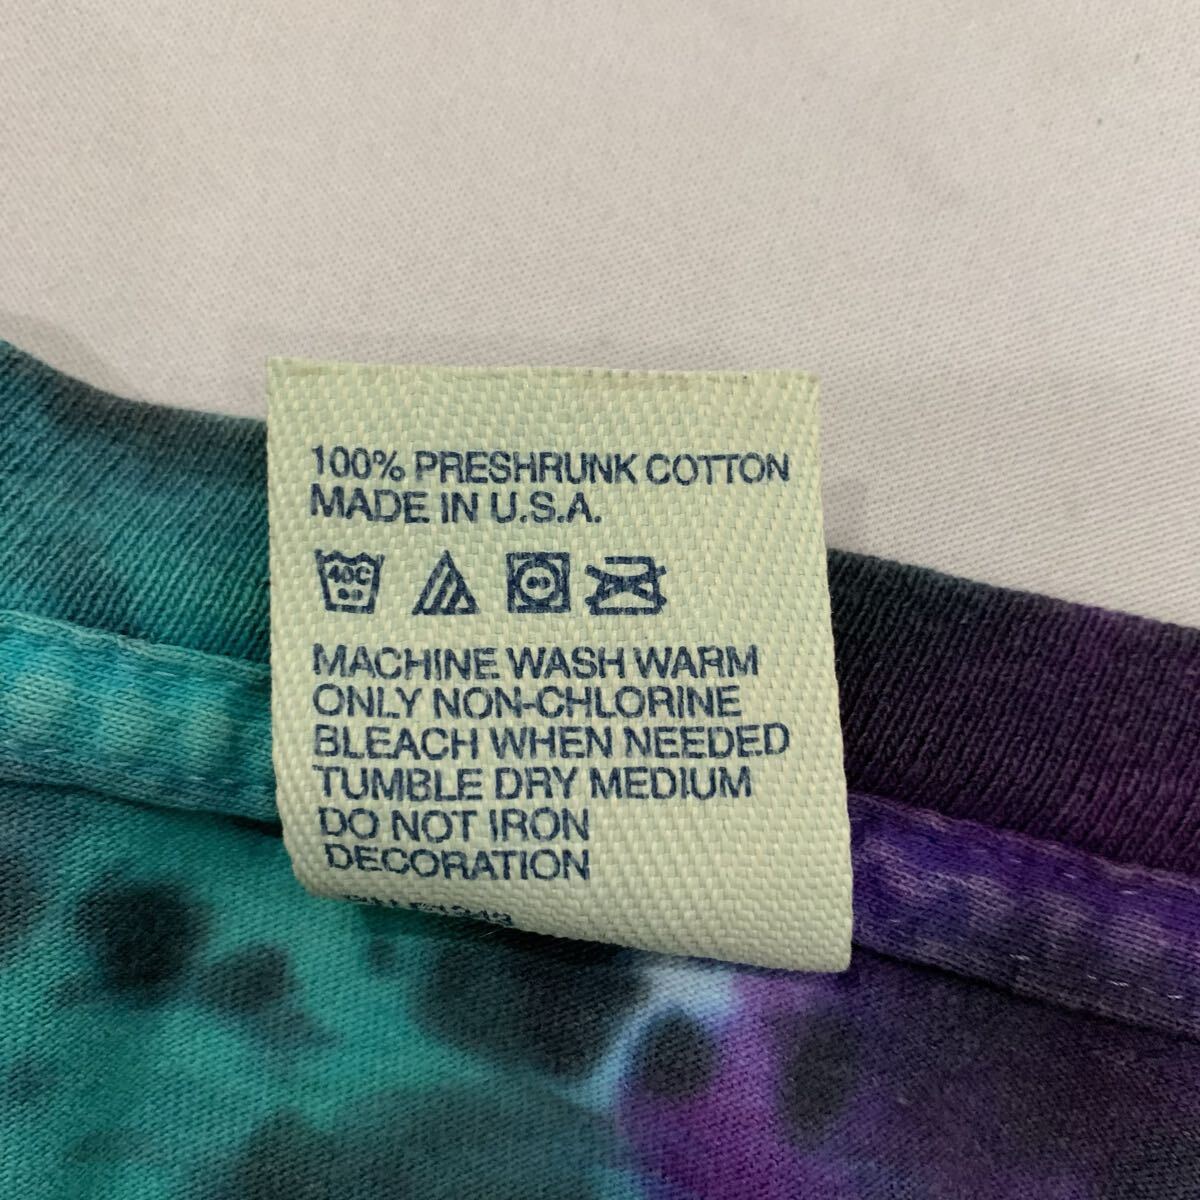 100% PRESHRUNK COTTON
MADE IN U.S.A.
40C
MACHINE WASH WARM
ONLY NON-CHLORINE
BLEACH WHEN NEEDED
TUMBLE DRY MEDIUM
DO NOT IRON
DECORATION